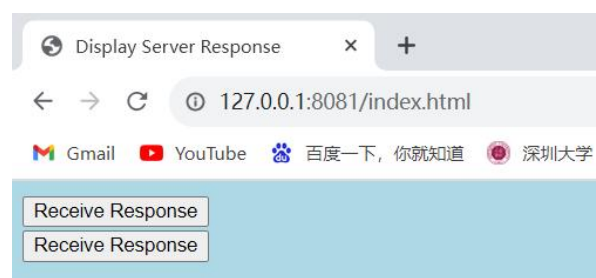 Display Server Response
127.0.0.1:8081/index.html
Gmail YouTube 百度一下，你就知道 深圳大学
Receive Response
Receive Response